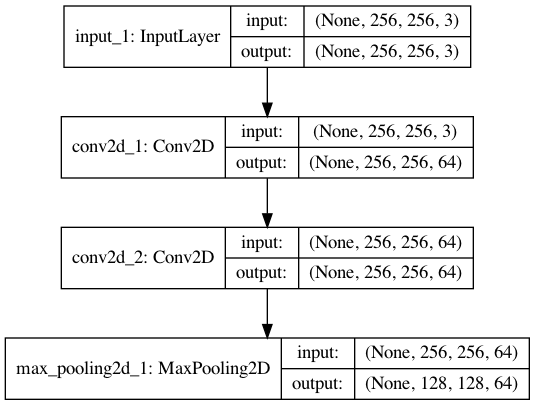 input_1: InputLayer
input: (None, 256, 256, 3)
output: (None, 256, 256, 3)
conv2d_1: Conv2D
input: (None, 256, 256, 3)
output: (None, 256, 256, 64)
conv2d_2: Conv2D
input: (None, 256, 256, 64)
output: (None, 256, 256, 64)
max_pooling2d_1: MaxPooling2D
input: (None, 256, 256, 64)
output: (None, 128, 128, 64)